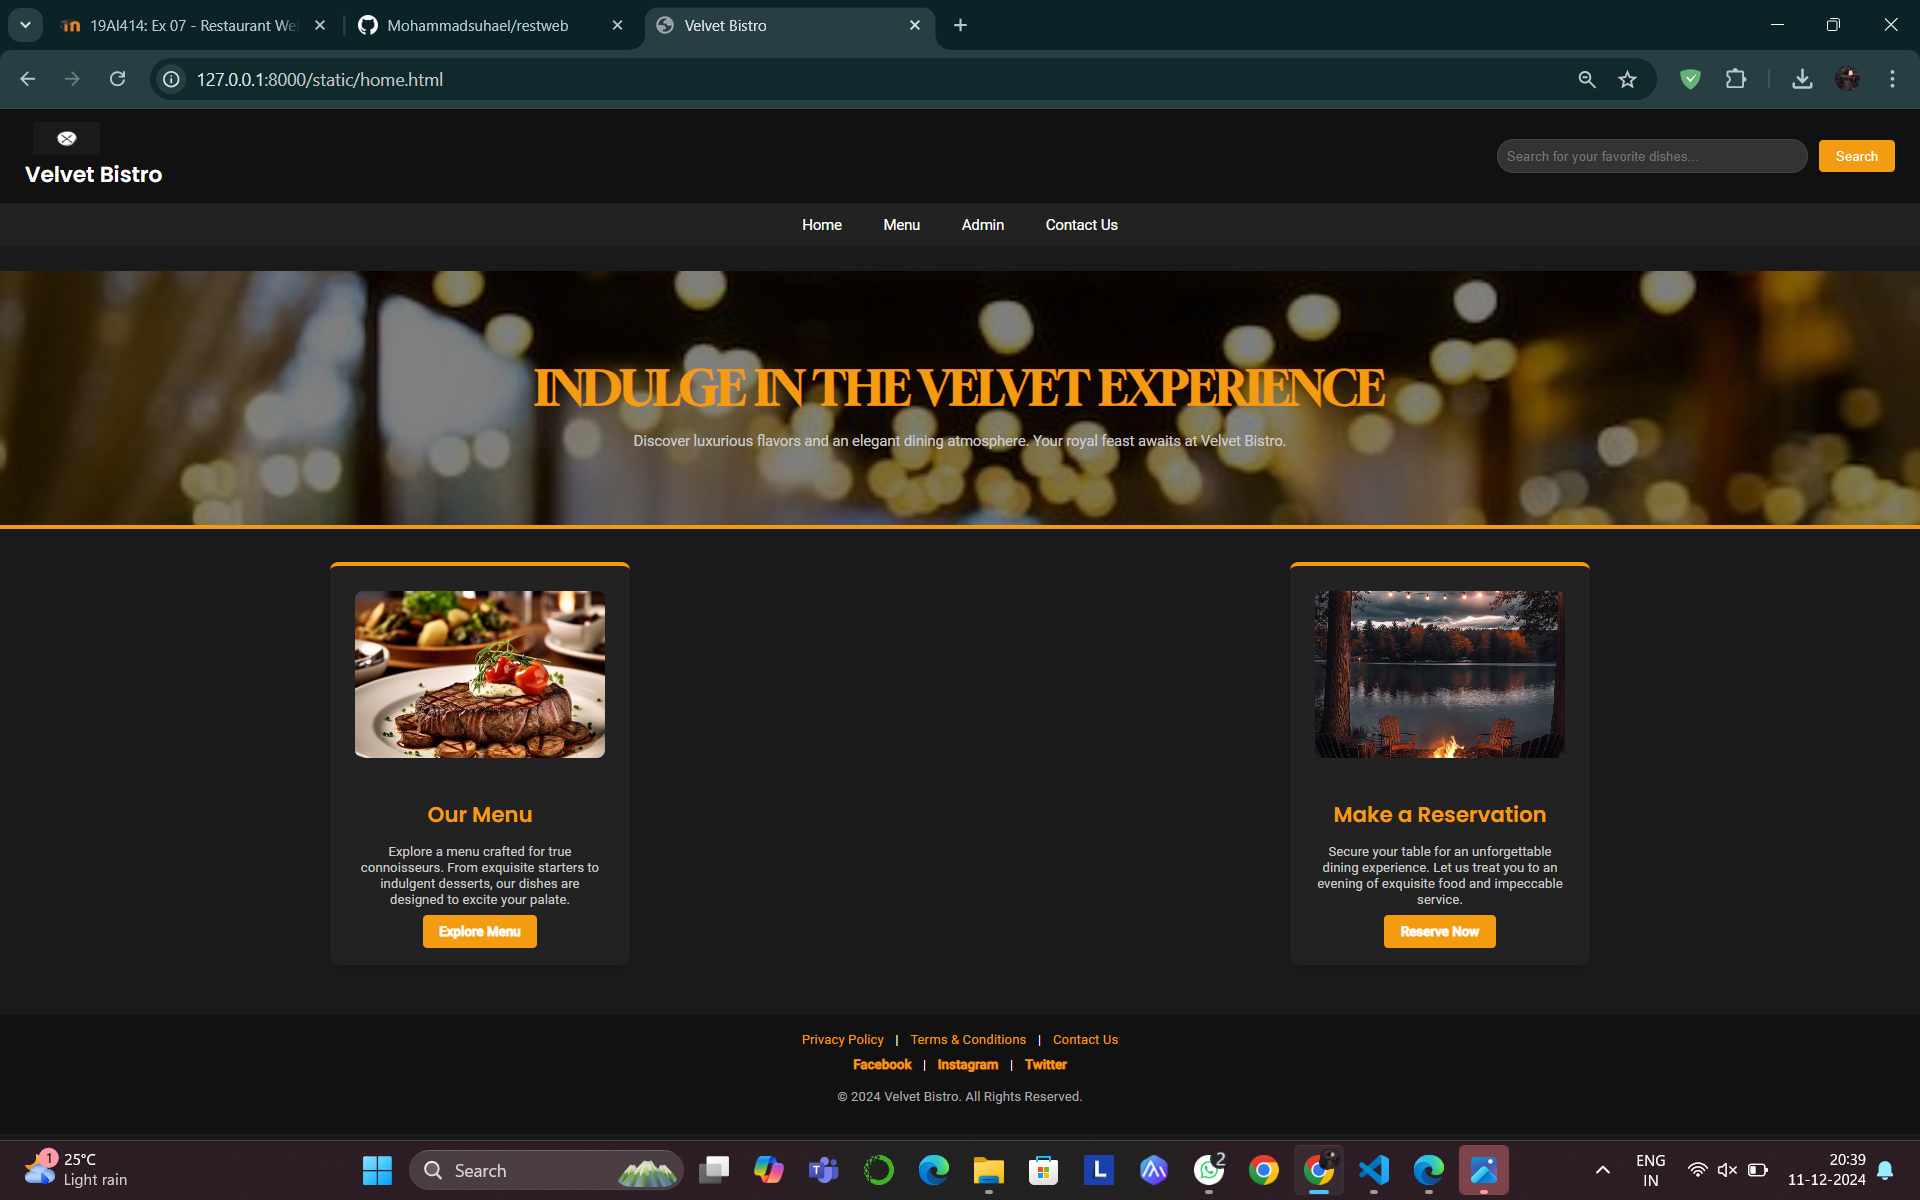 19AI414: Ex 07 - Restaurant We
Mohammadsuhael/restweb
Velvet Bistro
127.0.0.1:8000/static/home.html
Velvet Bistro
Search for your favorite dishes...
Search
Home
Menu
Admin
Contact Us
INDULGE IN THE VELVET EXPERIENCE
Discover luxurious flavors and an elegant dining atmosphere. Your royal feast awaits at Velvet Bistro.
Our Menu
Explore a menu crafted for true
connoisseurs. From exquisite starters to
indulgent desserts, our dishes are
designed to excite your palate.
Explore Menu
Make a Reservation
Secure your table for an unforgettable
dining experience. Let us treat you to an
evening of exquisite food and impeccable
service.
Reserve Now
Privacy Policy | Terms & Conditions | Contact Us
Facebook | Instagram | Twitter
© 2024 Velvet Bistro. All Rights Reserved.
1
25°C
Light rain
Search
T
L
2
ENG
IN
20:39
11-12-2024